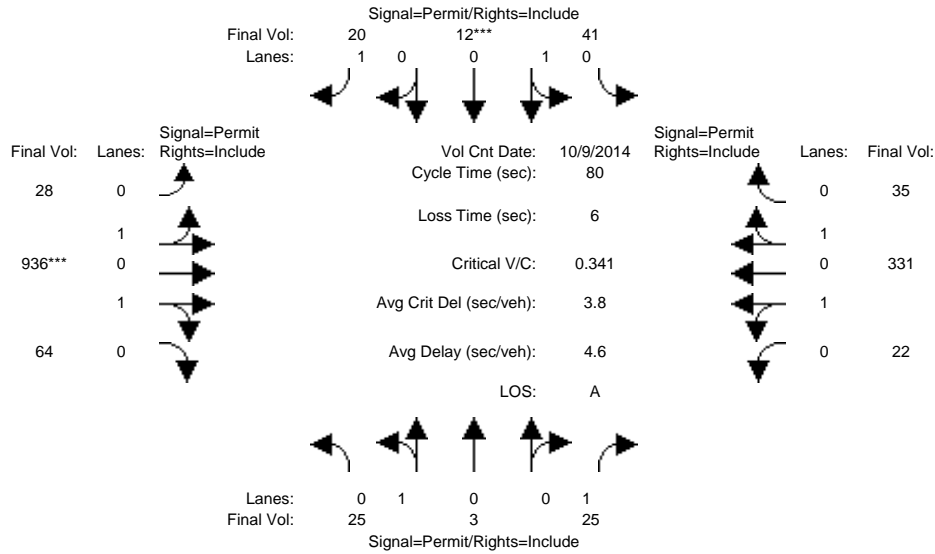 Signal=Permit/Rights=Include
Final Vol: 20 12*** 41
Lanes: 1 0 0 1 0
Signal=Permit Signal=Permit
Final Vol: Lanes: Rights=Include Vol Cnt Date: 10/9/2014 Rights=Include Lanes: Final Vol:
Cycle Time (sec): 80
28 0 0 35
Loss Time (sec): 6
1 1
936*** 0 Critical V/C: 0.341 0 331
1 Avg Crit Del (sec/veh): 3.8 1
64 0 Avg Delay (sec/veh): 4.6 0 22
LOS: A
Lanes: 0 1 0 0 1
Final Vol: 25 3 25
Signal=Permit/Rights=Include